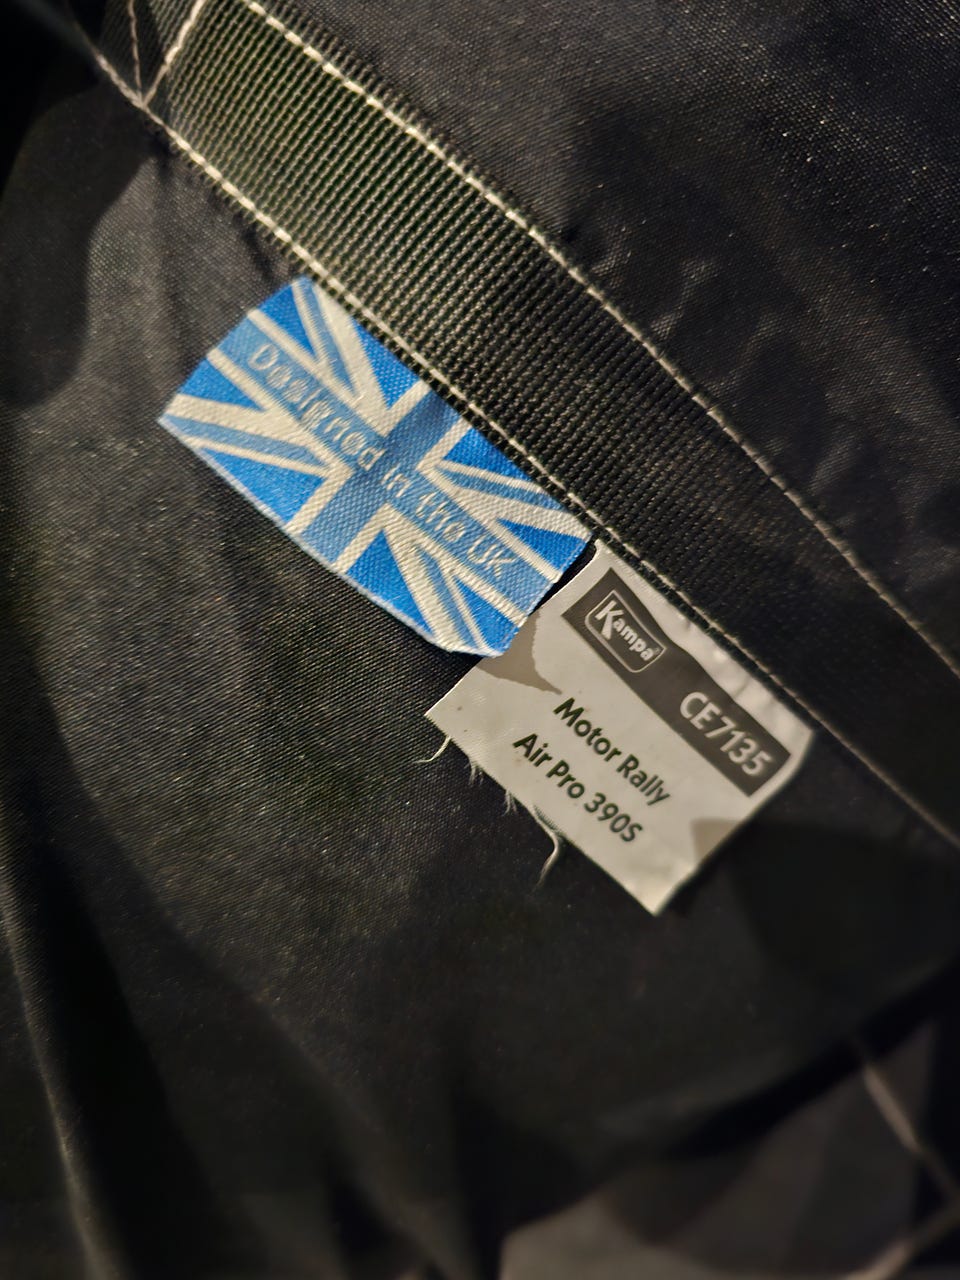 Designed in the UK
Kampa
CE7135
Motor Rally
Air Pro 390S